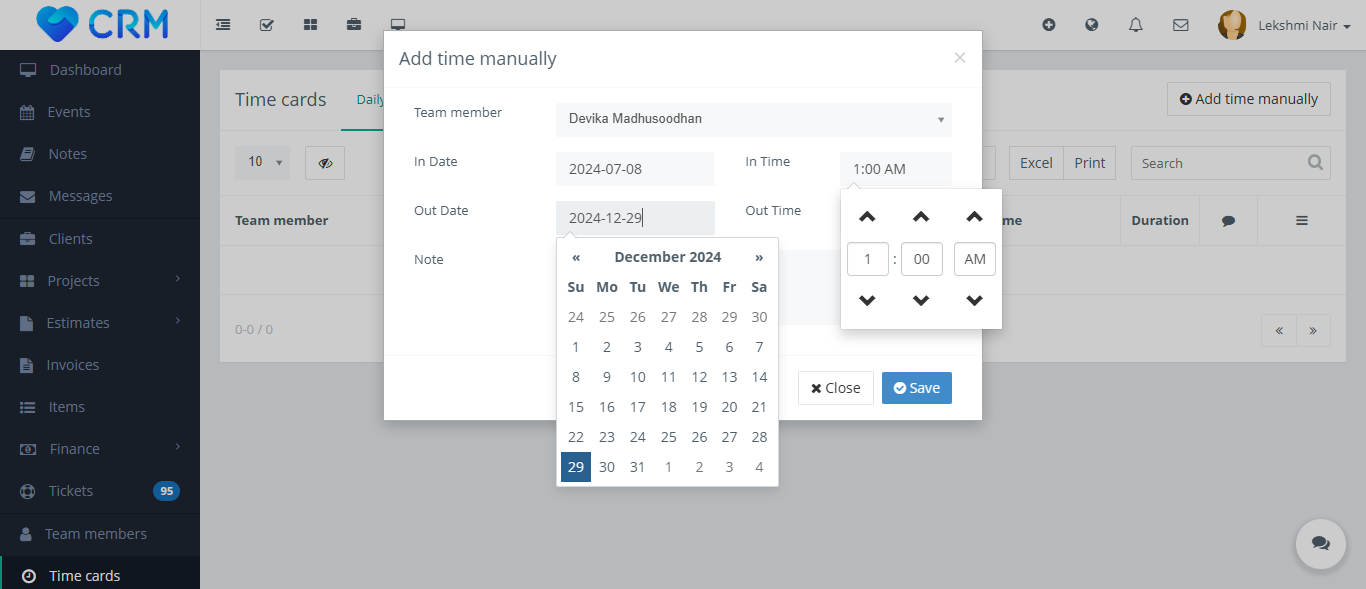 CRM
Lekshmi Nair
Dashboard
Events
Notes
Messages
Clients
Projects
Estimates
Invoices
Items
Finance
Tickets 95
Team members
Time cards
Time cards Daily
Add time manually
10
Excel Print Search
Team member
Duration
0-0 / 0
« »
Add time manually ×
Team member Devika Madhusoodhan
In Date 2024-07-08 In Time 1:00 AM
Out Date 2024-12-29 Out Time
Note
« December 2024 »
Su Mo Tu We Th Fr Sa
24 25 26 27 28 29 30
1 2 3 4 5 6 7
8 9 10 11 12 13 14
15 16 17 18 19 20 21
22 23 24 25 26 27 28
29 30 31 1 2 3 4
1 : 00 AM
Close Save